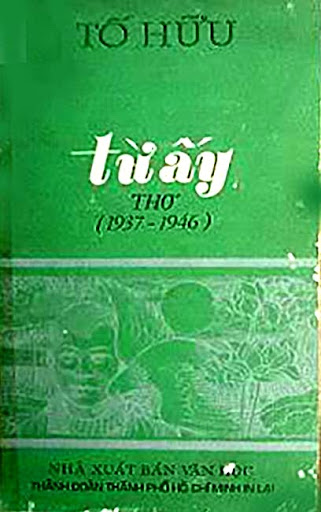 TỐ HỮU
từ ấy
THƠ
(1937-1946)
NHÀ XUẤT BẢN VĂN HỌC
THÀNH ĐOÀN THÀNH PHỐ HỒ CHÍ MINH IN LẠI